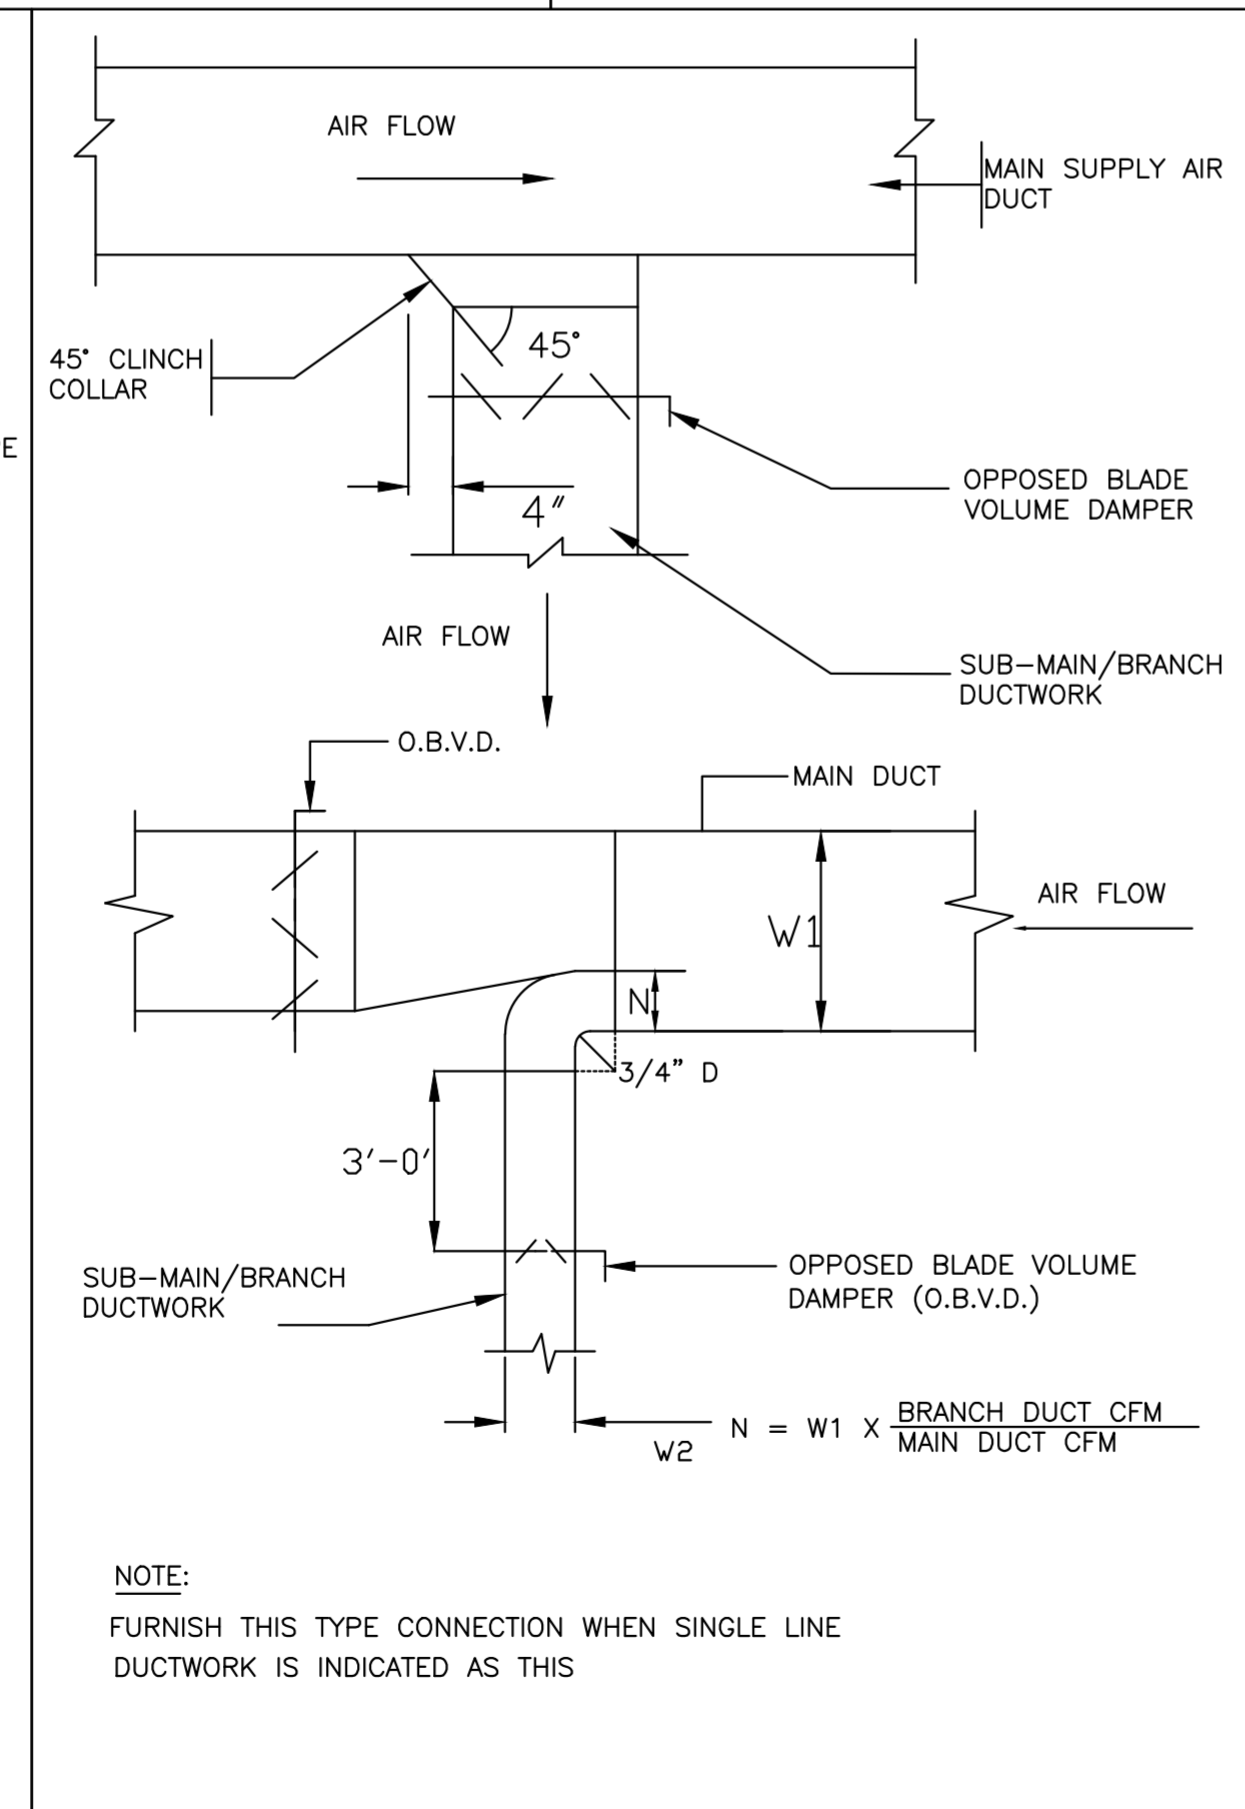 AIR FLOW
MAIN SUPPLY AIR
DUCT
45° CLINCH
COLLAR
45°
PE
OPPOSED BLADE
VOLUME DAMPER
4"
AIR FLOW
SUB-MAIN/BRANCH
DUCTWORK
O.B.V.D.
MAIN DUCT
AIR FLOW
W1
N
3/4" D
3'-0'
SUB-MAIN/BRANCH
DUCTWORK
OPPOSED BLADE VOLUME
DAMPER (O.B.V.D.)
W2
N = W1 X BRANCH DUCT CFM
MAIN DUCT CFM
NOTE:
FURNISH THIS TYPE CONNECTION WHEN SINGLE LINE
DUCTWORK IS INDICATED AS THIS